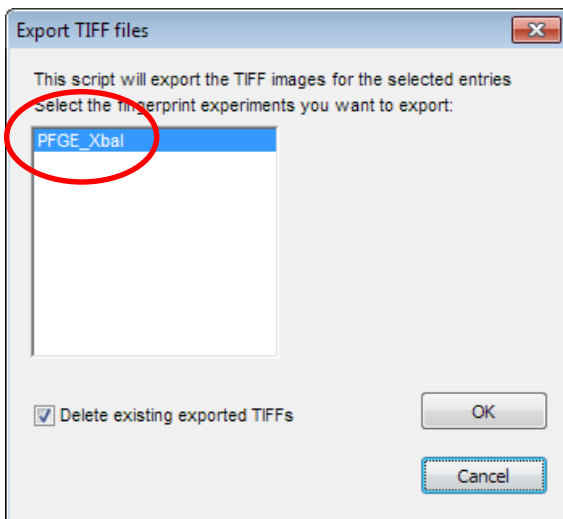 Export TIFF files
This script will export the TIFF images for the selected entries
Select the fingerprint experiments you want to export:
PFGE_XbaI
Delete existing exported TIFFs
OK
Cancel